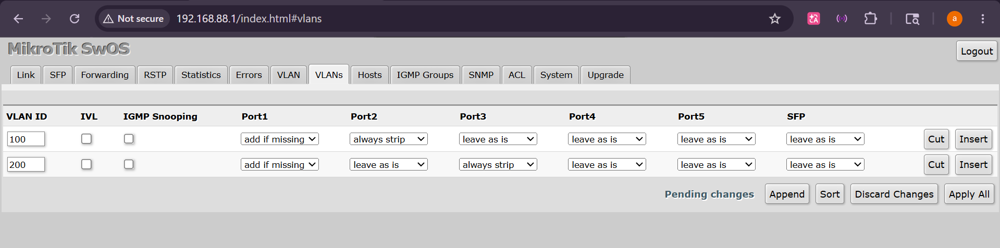 Not secure 192.168.88.1/index.html#vlans a
MikroTik SwOS
Logout
Link SFP Forwarding RSTP Statistics Errors VLAN VLANs Hosts IGMP Groups SNMP ACL System Upgrade
VLAN ID IVL IGMP Snooping Port1 Port2 Port3 Port4 Port5 SFP
100 add if missing always strip leave as is leave as is leave as is leave as is Cut Insert
200 add if missing leave as is always strip leave as is leave as is leave as is Cut Insert
Pending changes Append Sort Discard Changes Apply All